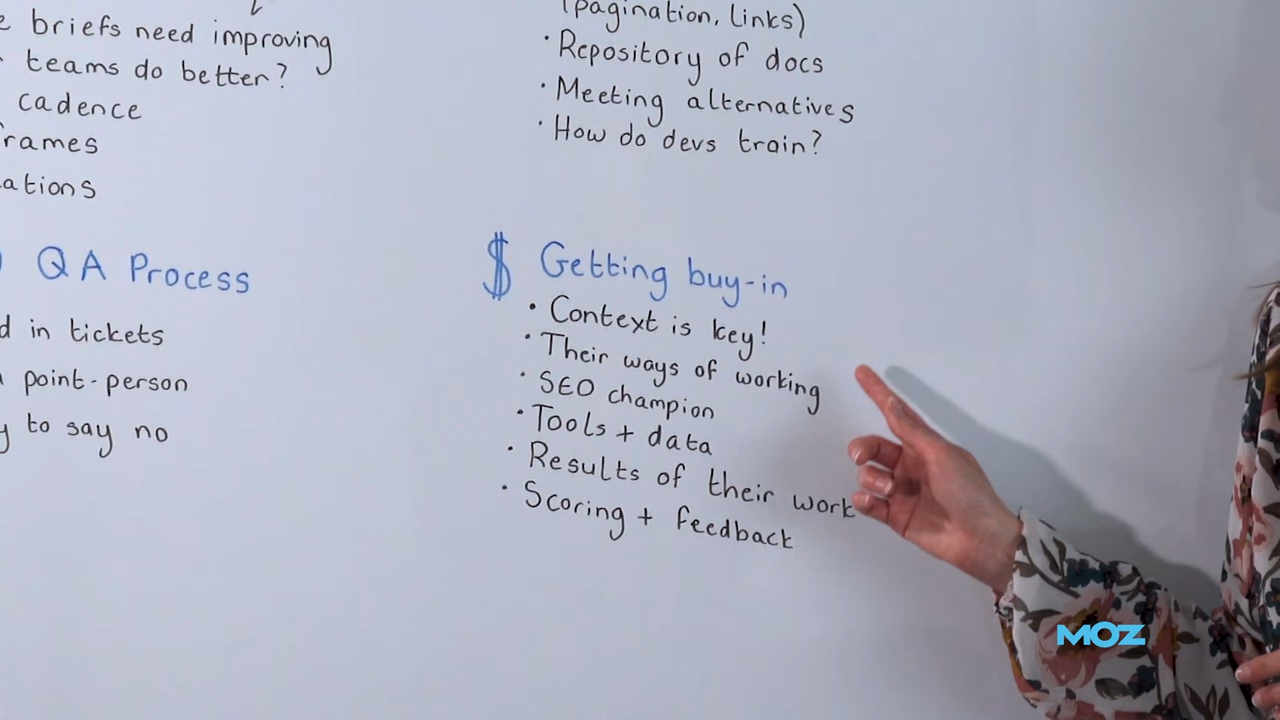 briefs need improving
teams do better?
cadence
QA Process
in tickets
point-person
to say no
(pagination, links)
· Repository of docs
· Meeting alternatives
· How do devs train?
$ Getting buy-in
· Context is key!
· Their ways of working
· SEO champion
· Tools + data
· Results of their work
· Scoring + feedback
MOZ